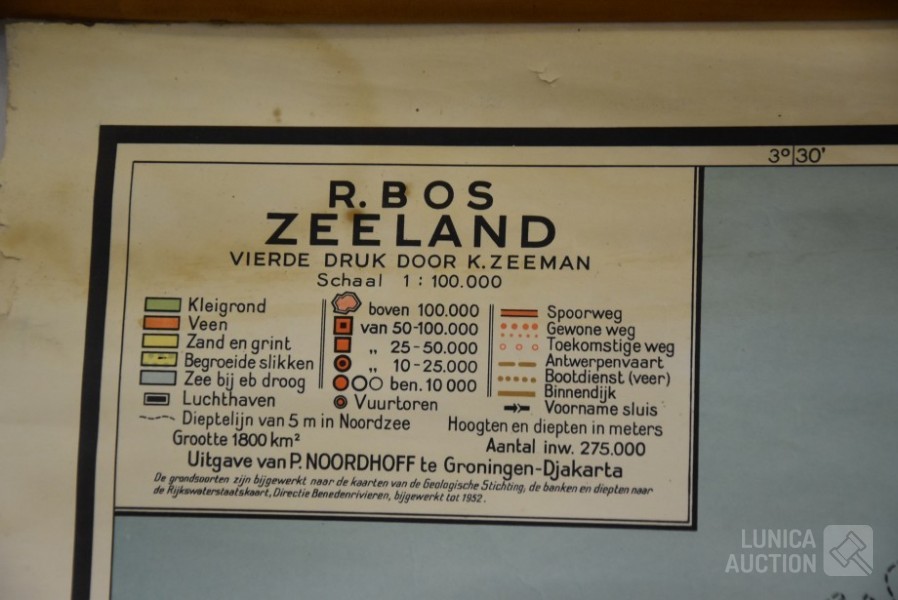 3° 30'
R. BOS
ZEELAND
VIERDE DRUK DOOR K. ZEEMAN
Schaal 1 : 100.000
Kleigrond
Veen
Zand en grint
Begroeide slikken
Zee bij eb droog
Luchthaven
Dieptelijn van 5 m in Noordzee
Grootte 1800 km²
boven 100.000
van 50-100.000
„ 25-50.000
„ 10-25.000
ben. 10 000
Vuurtoren
Spoorweg
Gewone weg
Toekomstige weg
Antwerpenvaart
Bootdienst (veer)
Binnendijk
Voorname sluis
Hoogten en diepten in meters
Aantal inw. 275.000
Uitgave van P. NOORDHOFF te Groningen-Djakarta
De grondsoorten zijn bijgewerkt naar de kaarten van de Geologische Stichting, de banken en diepten naar
de Rijkswaterstaatskaart, Directie Benedenrivieren, bijgewerkt tot 1952.
LUNICA
AUCTION